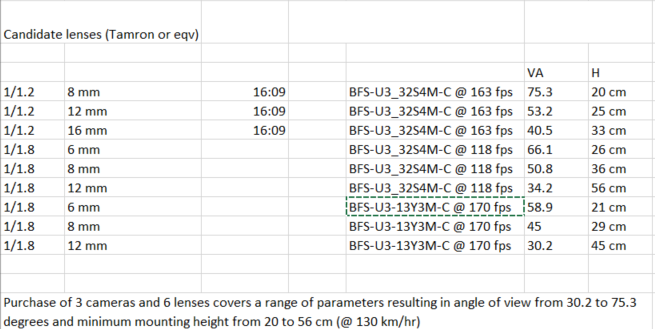 Candidate lenses (Tamron or eqv)
VA H
1/1.2 8 mm 16:09 BFS-U3_32S4M-C @ 163 fps 75.3 20 cm
1/1.2 12 mm 16:09 BFS-U3_32S4M-C @ 163 fps 53.2 25 cm
1/1.2 16 mm 16:09 BFS-U3_32S4M-C @ 163 fps 40.5 33 cm
1/1.8 6 mm BFS-U3_32S4M-C @ 118 fps 66.1 26 cm
1/1.8 8 mm BFS-U3_32S4M-C @ 118 fps 50.8 36 cm
1/1.8 12 mm BFS-U3_32S4M-C @ 118 fps 34.2 56 cm
1/1.8 6 mm BFS-U3-13Y3M-C @ 170 fps 58.9 21 cm
1/1.8 8 mm BFS-U3-13Y3M-C @ 170 fps 45 29 cm
1/1.8 12 mm BFS-U3-13Y3M-C @ 170 fps 30.2 45 cm
Purchase of 3 cameras and 6 lenses covers a range of parameters resulting in angle of view from 30.2 to 75.3
degrees and minimum mounting height from 20 to 56 cm (@ 130 km/hr)